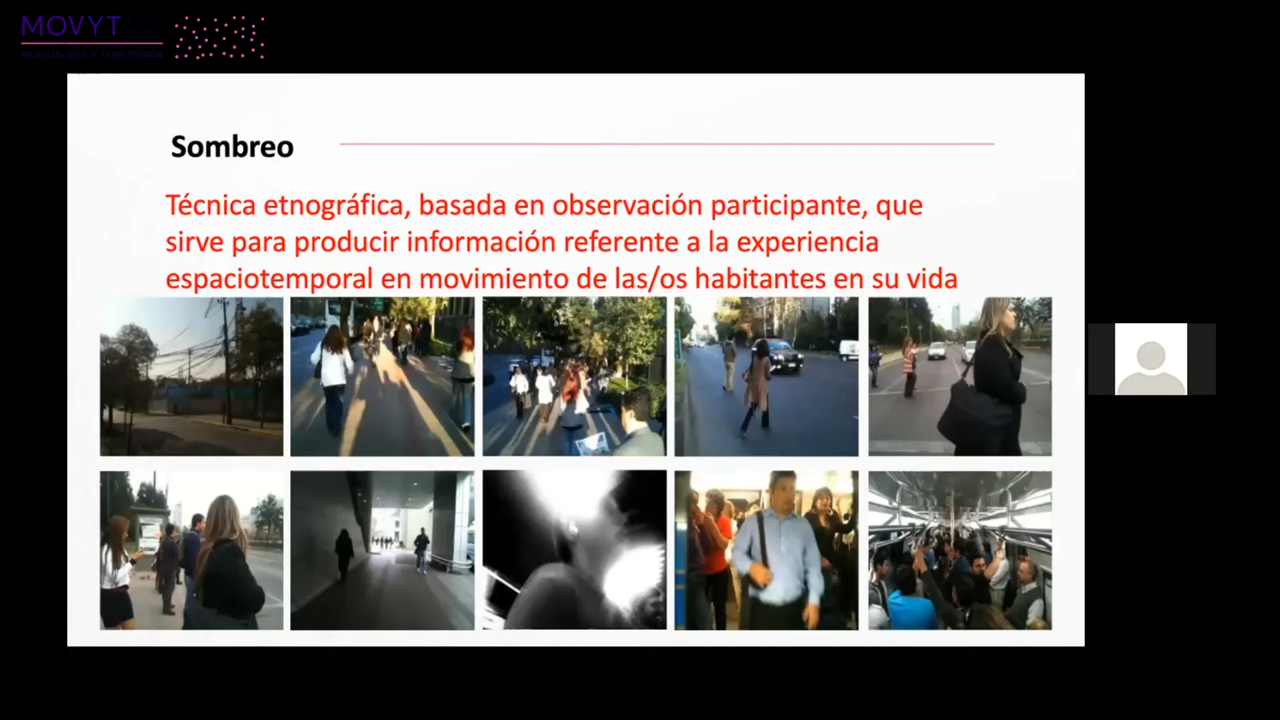 MOVYT
Sombreo
Técnica etnográfica, basada en observación participante, que
sirve para producir información referente a la experiencia
espaciotemporal en movimiento de las/os habitantes en su vida